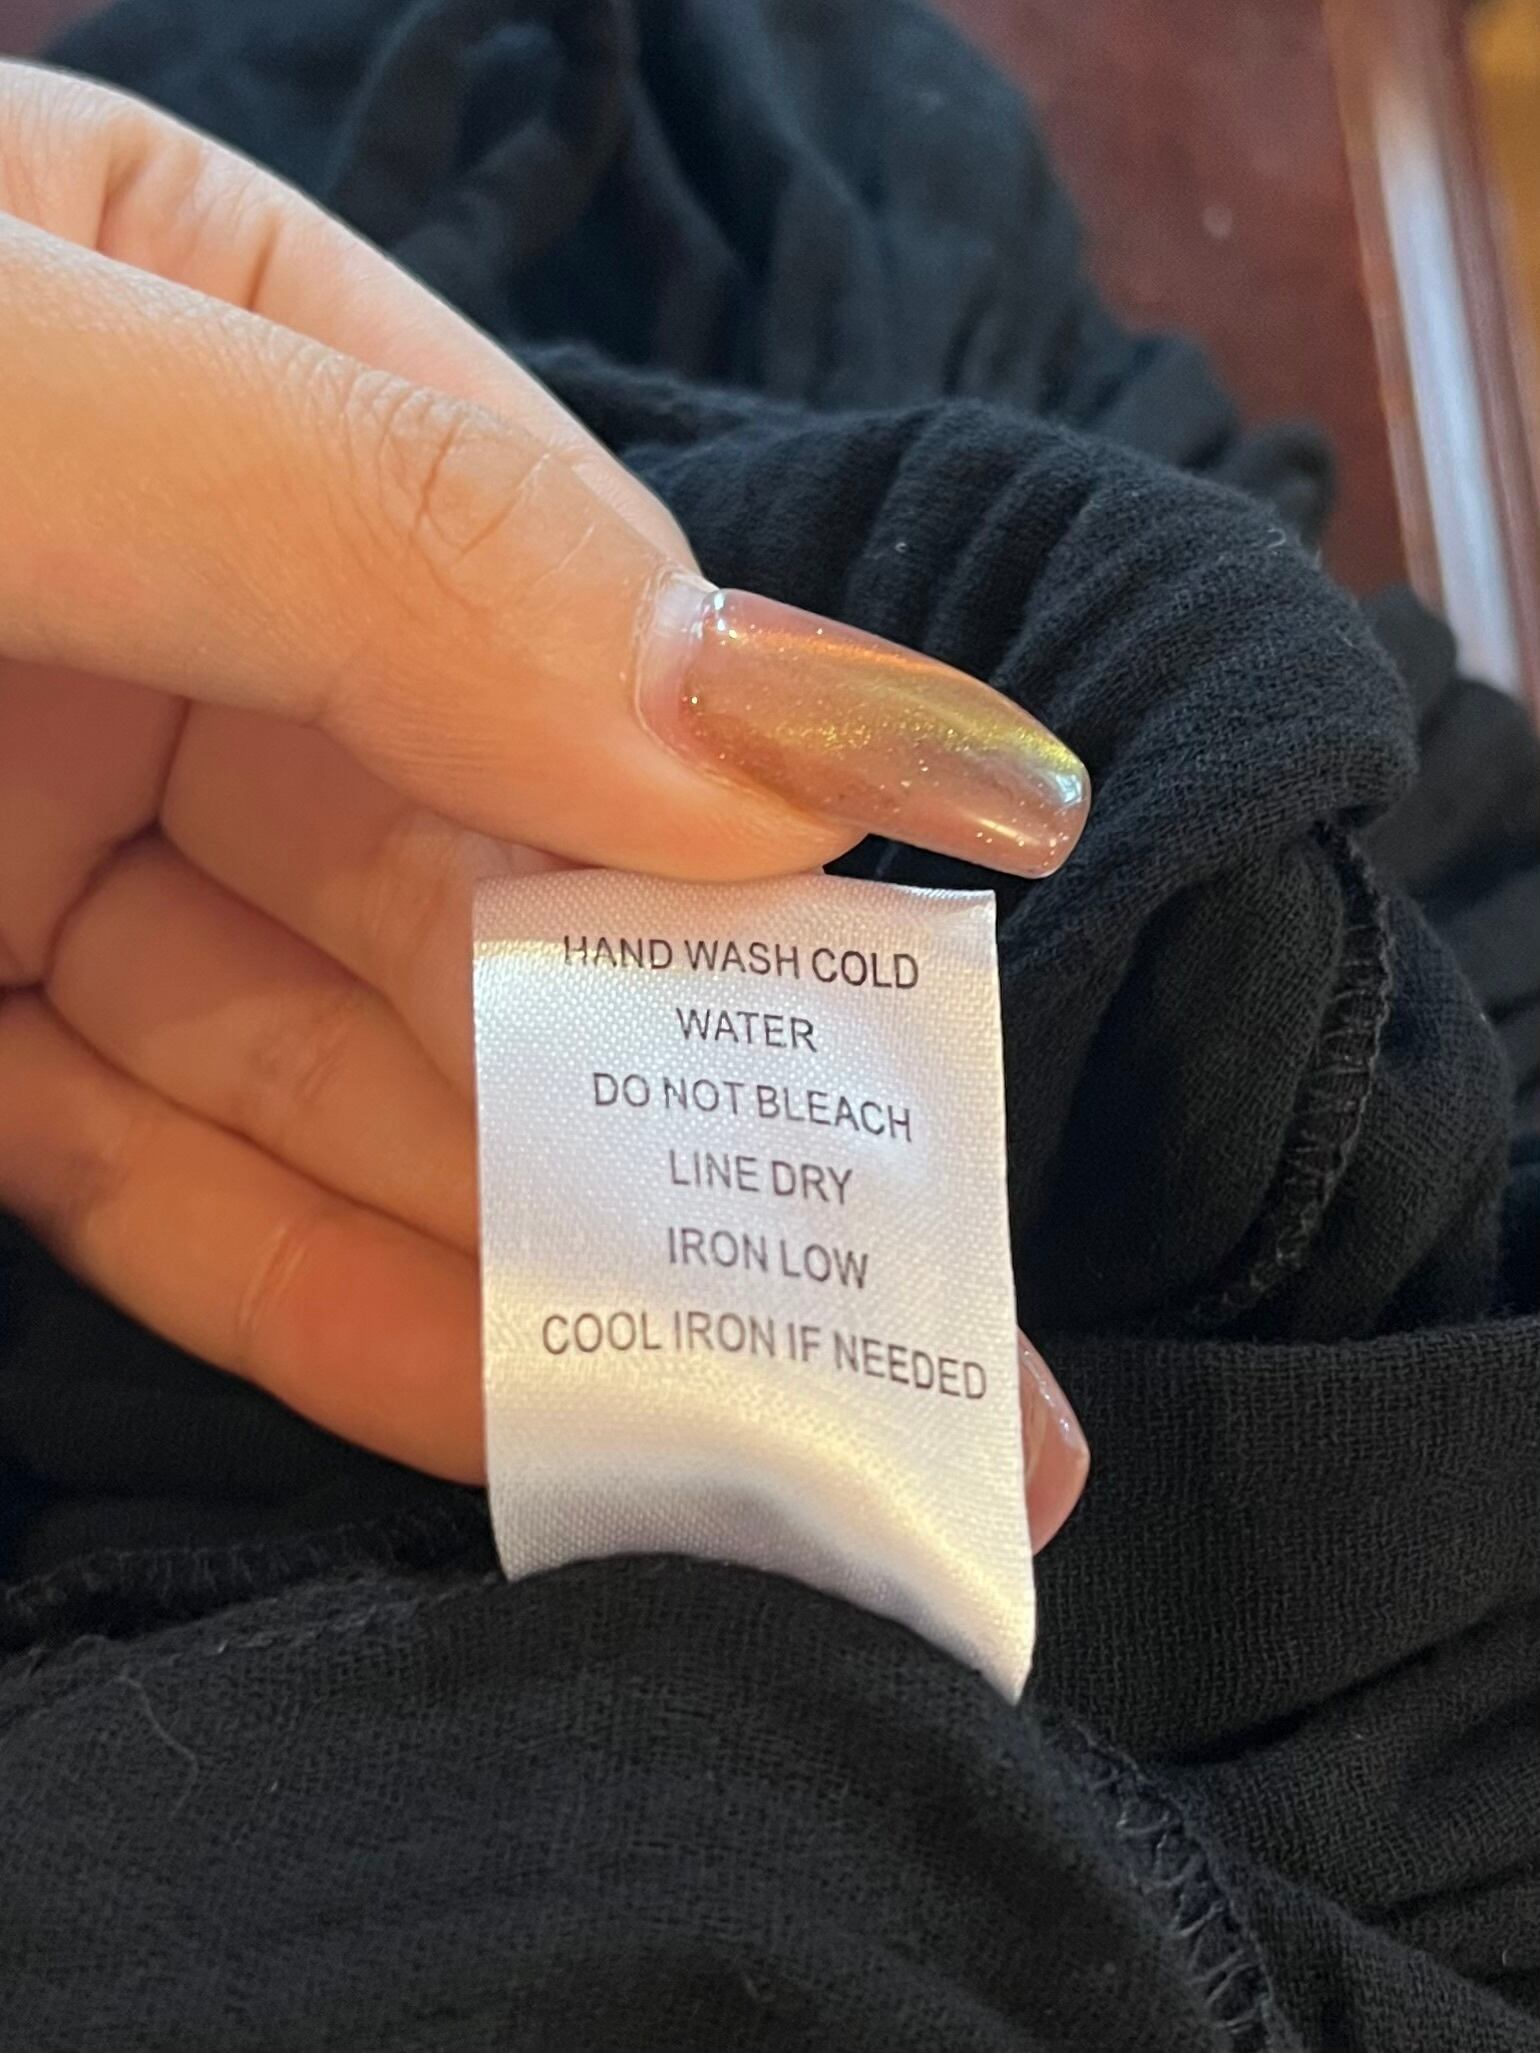 HAND WASH COLD
WATER
DO NOT BLEACH
LINE DRY
IRON LOW
COOL IRON IF NEEDED